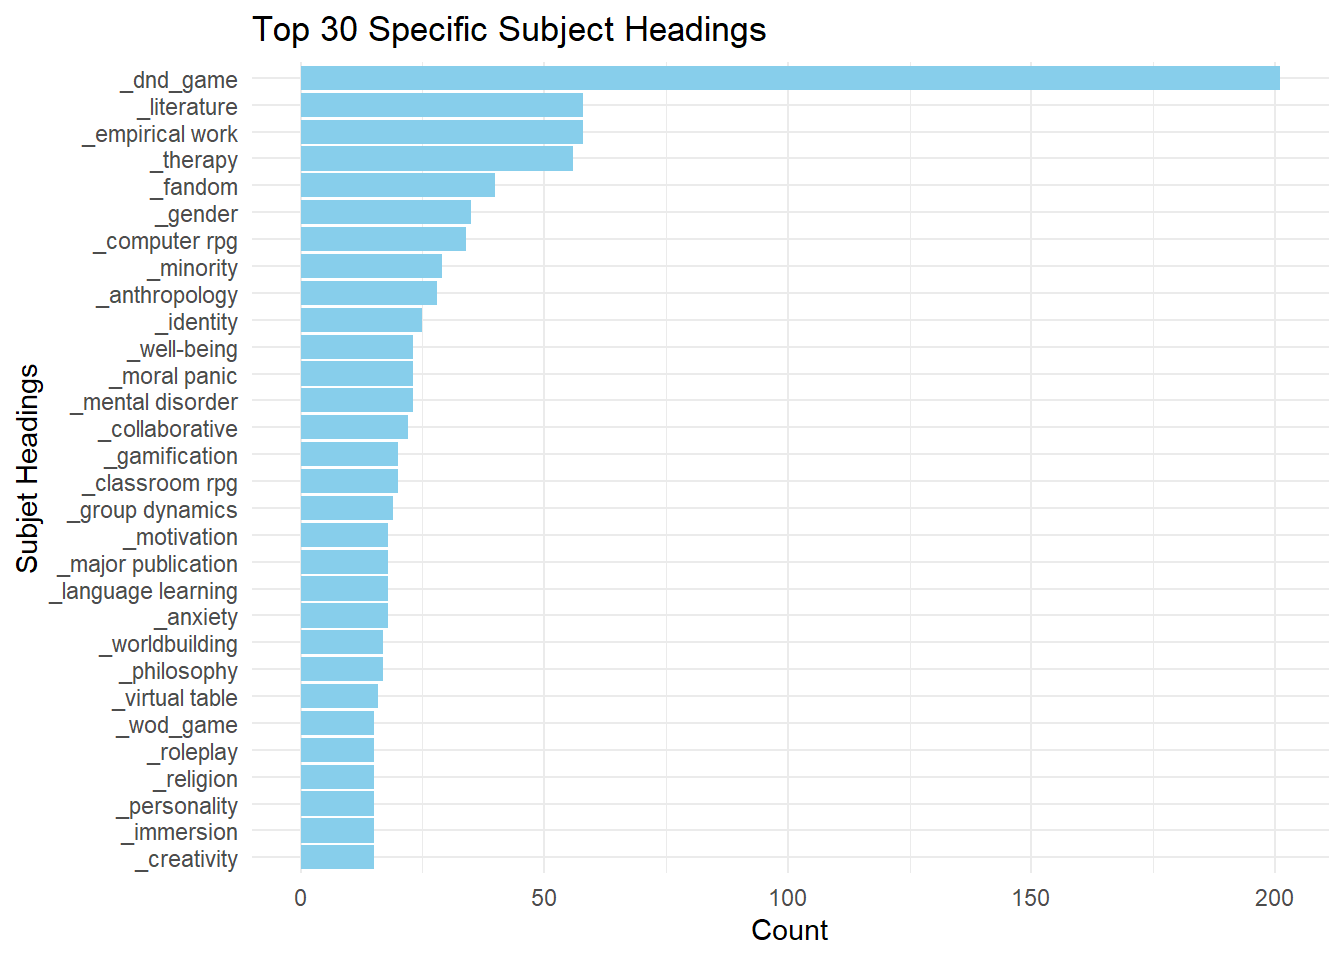 Top 30 Specific Subject Headings
_dnd_game
_literature
_empirical work
_therapy
_fandom
_gender
_computer rpg
_minority
_anthropology
_identity
_well-being
_moral panic
_mental disorder
_collaborative
_gamification
_classroom rpg
_group dynamics
_motivation
_major publication
_language learning
_anxiety
_worldbuilding
_philosophy
_virtual table
_wod_game
_roleplay
_religion
_personality
_immersion
_creativity
Subjet Headings
0 50 100 150 200
Count